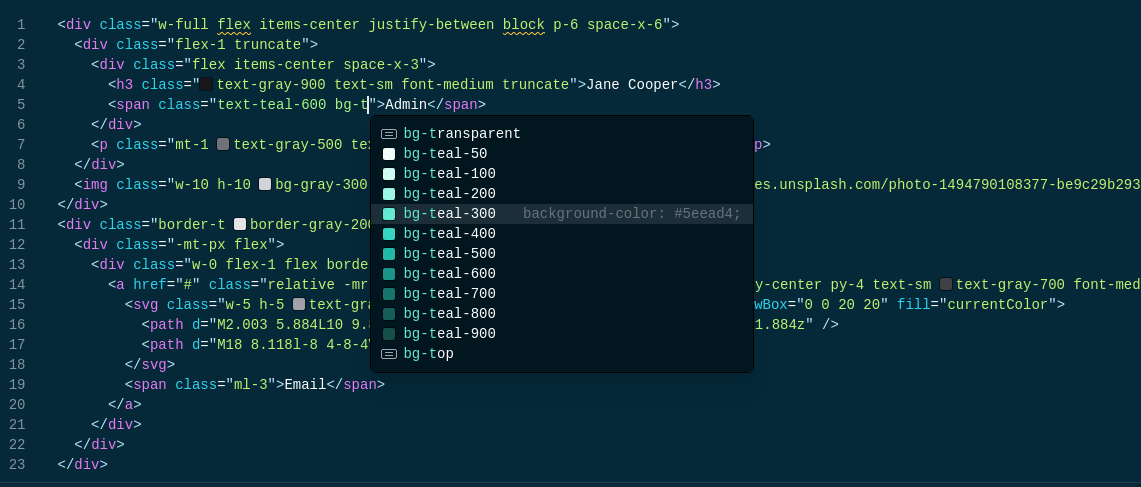 1 <div class="w-full flex items-center justify-between block p-6 space-x-6">
2 <div class="flex-1 truncate">
3 <div class="flex items-center space-x-3">
4 <h3 class="text-gray-900 text-sm font-medium truncate">Jane Cooper</h3>
5 <span class="text-teal-600 bg-t">Admin</span>
6 </div>
7 <p class="mt-1 text-gray-500 te p>
8 </div>
9 <img class="w-10 h-10 bg-gray-300 es.unsplash.com/photo-1494790108377-be9c29b293
10 </div>
11 <div class="border-t border-gray-200
12 <div class="-mt-px flex">
13 <div class="w-0 flex-1 flex borde
14 <a href="#" class="relative -mr y-center py-4 text-sm text-gray-700 font-med
15 <svg class="w-5 h-5 text-gra wBox="0 0 20 20" fill="currentColor">
16 <path d="M2.003 5.884L10 9.8 1.884z" />
17 <path d="M18 8.118l-8 4-8-4
18 </svg>
19 <span class="ml-3">Email</span>
20 </a>
21 </div>
22 </div>
23 </div>
bg-transparent
bg-teal-50
bg-teal-100
bg-teal-200
bg-teal-300 background-color: #5eead4;
bg-teal-400
bg-teal-500
bg-teal-600
bg-teal-700
bg-teal-800
bg-teal-900
bg-top